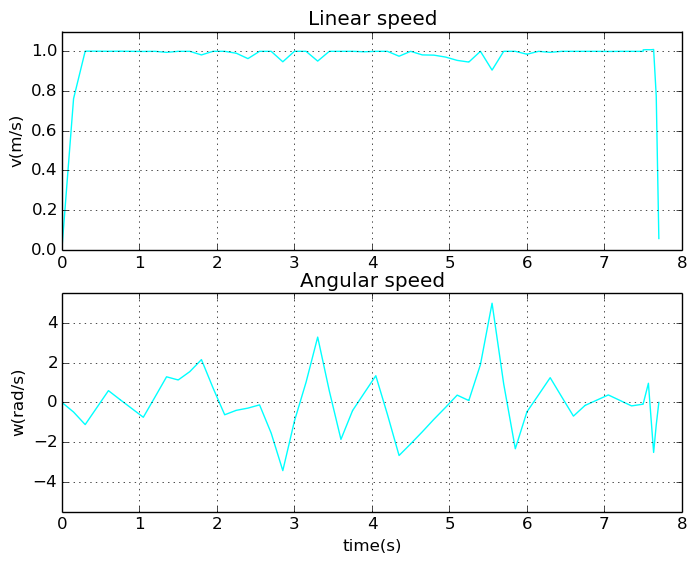 Linear speed
1.0
0.8
0.6
0.4
0.2
0.0
v(m/s)
0 1 2 3 4 5 6 7 8
Angular speed
4
2
0
−2
−4
w(rad/s)
0 1 2 3 4 5 6 7 8
time(s)